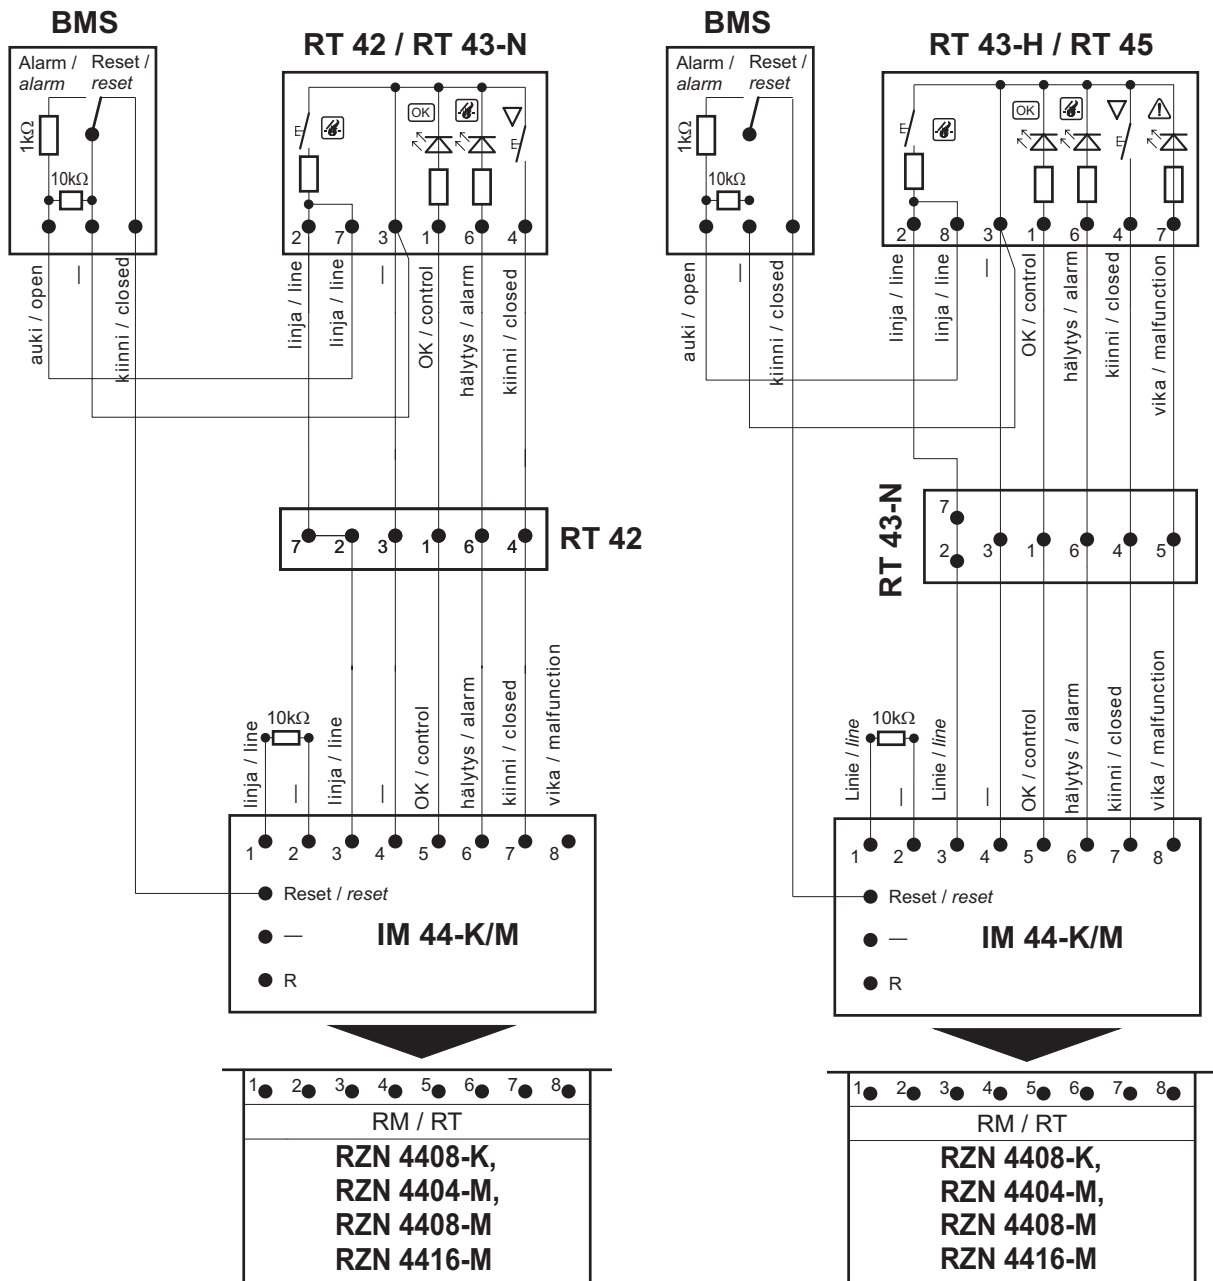 BMS
RT 42 / RT 43-N
Alarm / Reset /
alarm reset
1kΩ
10kΩ
OK
2 7 3 1 6 4
auki / open
—
kiinni / closed
linja / line
linja / line
—
OK / control
hälytys / alarm
kiinni / closed
7 2 3 1 6 4
RT 42
10kΩ
linja / line
—
linja / line
—
OK / control
hälytys / alarm
kiinni / closed
vika / malfunction
1 2 3 4 5 6 7 8
Reset / reset
—
IM 44-K/M
R
1 2 3 4 5 6 7 8
RM / RT
RZN 4408-K,
RZN 4404-M,
RZN 4408-M
RZN 4416-M
BMS
RT 43-H / RT 45
Alarm / Reset /
alarm reset
1kΩ
10kΩ
OK
2 8 3 1 6 4 7
auki / open
—
kiinni / closed
linja / line
linja / line
—
OK / control
hälytys / alarm
kiinni / closed
vika / malfunction
RT 43-N
7
2 3 1 6 4 5
10kΩ
Linie / line
—
Linie / line
—
OK / control
hälytys / alarm
kiinni / closed
vika / malfunction
1 2 3 4 5 6 7 8
Reset / reset
—
IM 44-K/M
R
1 2 3 4 5 6 7 8
RM / RT
RZN 4408-K,
RZN 4404-M,
RZN 4408-M
RZN 4416-M